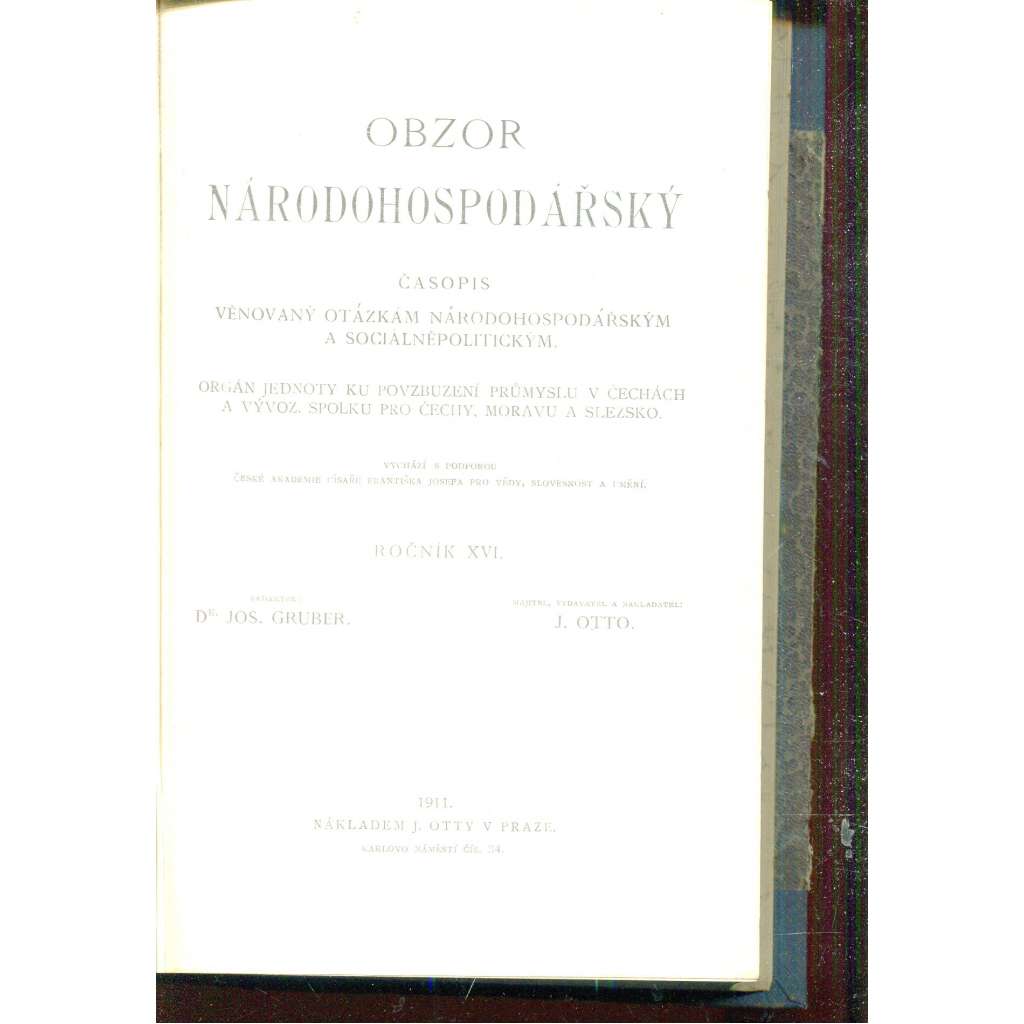 OBZOR
NÁRODOHOSPODÁŘSKÝ
ČASOPIS
VĚNOVANÝ OTÁZKÁM NÁRODOHOSPODÁŘSKÝM
A SOCIÁLNĚPOLITICKÝM.
ORGÁN JEDNOTY KU POVZBUZENÍ PRŮMYSLU V ČECHÁCH
A VÝVOZ. SPOLKU PRO ČECHY, MORAVU A SLEZSKO.
VYCHÁZÍ S PODPOROU
ČESKÉ AKADEMIE CÍSAŘE FRANTIŠKA JOSEFA PRO VĚDY, SLOVESNOST A UMĚNÍ.
ROČNÍK XVI.
REDAKTOR:
DR. JOS. GRUBER.
MAJITEL, VYDAVATEL A NAKLADATEL:
J. OTTO.
1911.
NÁKLADEM J. OTTY V PRAZE.
KARLOVO NÁMĚSTÍ ČÍS. 34.